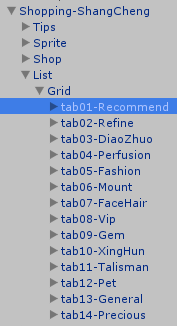 Shopping-ShangCheng
Tips
Sprite
Shop
List
Grid
tab01-Recommend
tab02-Refine
tab03-DiaoZhuo
tab04-Perfusion
tab05-Fashion
tab06-Mount
tab07-FaceHair
tab08-Vip
tab09-Gem
tab10-XingHun
tab11-Talisman
tab12-Pet
tab13-General
tab14-Precious